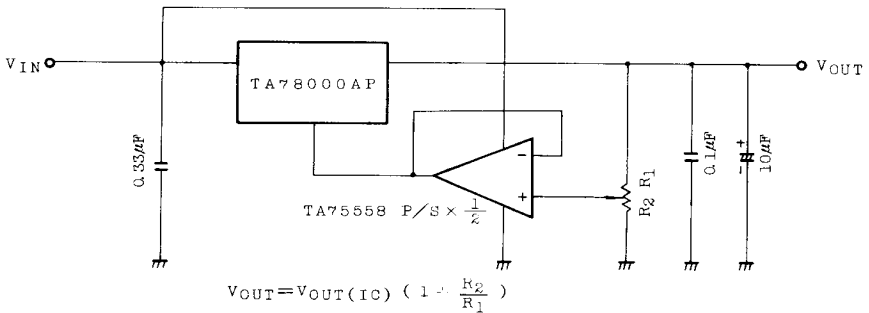 VIN
VOUT
TA78000AP
0.33μF
-
+
TA75558 P/S × 1/2
R2 R1
0.1μF
- +
10μF
VOUT=VOUT(IC) (1 + R2/R1)